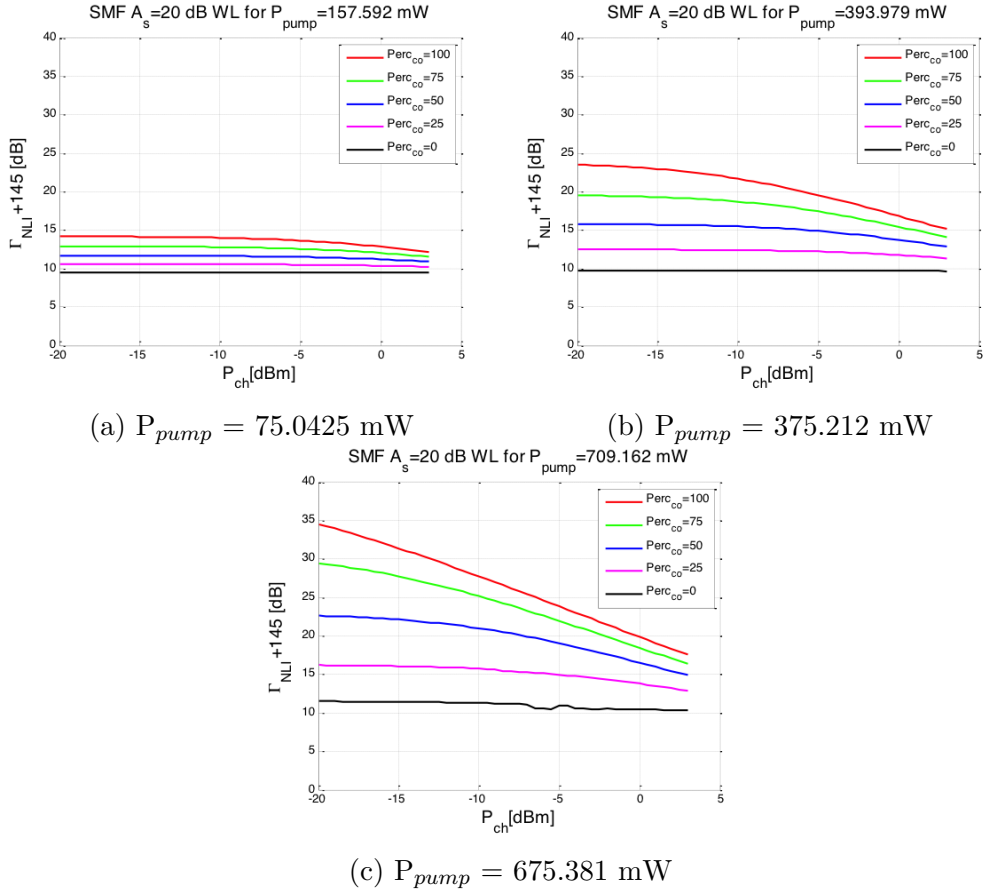 SMF A_s=20 dB WL for P_pump=157.592 mW
Γ_NLI+145 [dB]
40
35
30
25
20
15
10
5
0
Perc_co=100
Perc_co=75
Perc_co=50
Perc_co=25
Perc_co=0
-20 -15 -10 -5 0 5
P_ch[dBm]
(a) P_pump = 75.0425 mW
SMF A_s=20 dB WL for P_pump=393.979 mW
Γ_NLI+145 [dB]
40
35
30
25
20
15
10
5
0
Perc_co=100
Perc_co=75
Perc_co=50
Perc_co=25
Perc_co=0
-20 -15 -10 -5 0 5
P_ch[dBm]
(b) P_pump = 375.212 mW
SMF A_s=20 dB WL for P_pump=709.162 mW
Γ_NLI+145 [dB]
40
35
30
25
20
15
10
5
0
Perc_co=100
Perc_co=75
Perc_co=50
Perc_co=25
Perc_co=0
-20 -15 -10 -5 0 5
P_ch[dBm]
(c) P_pump = 675.381 mW